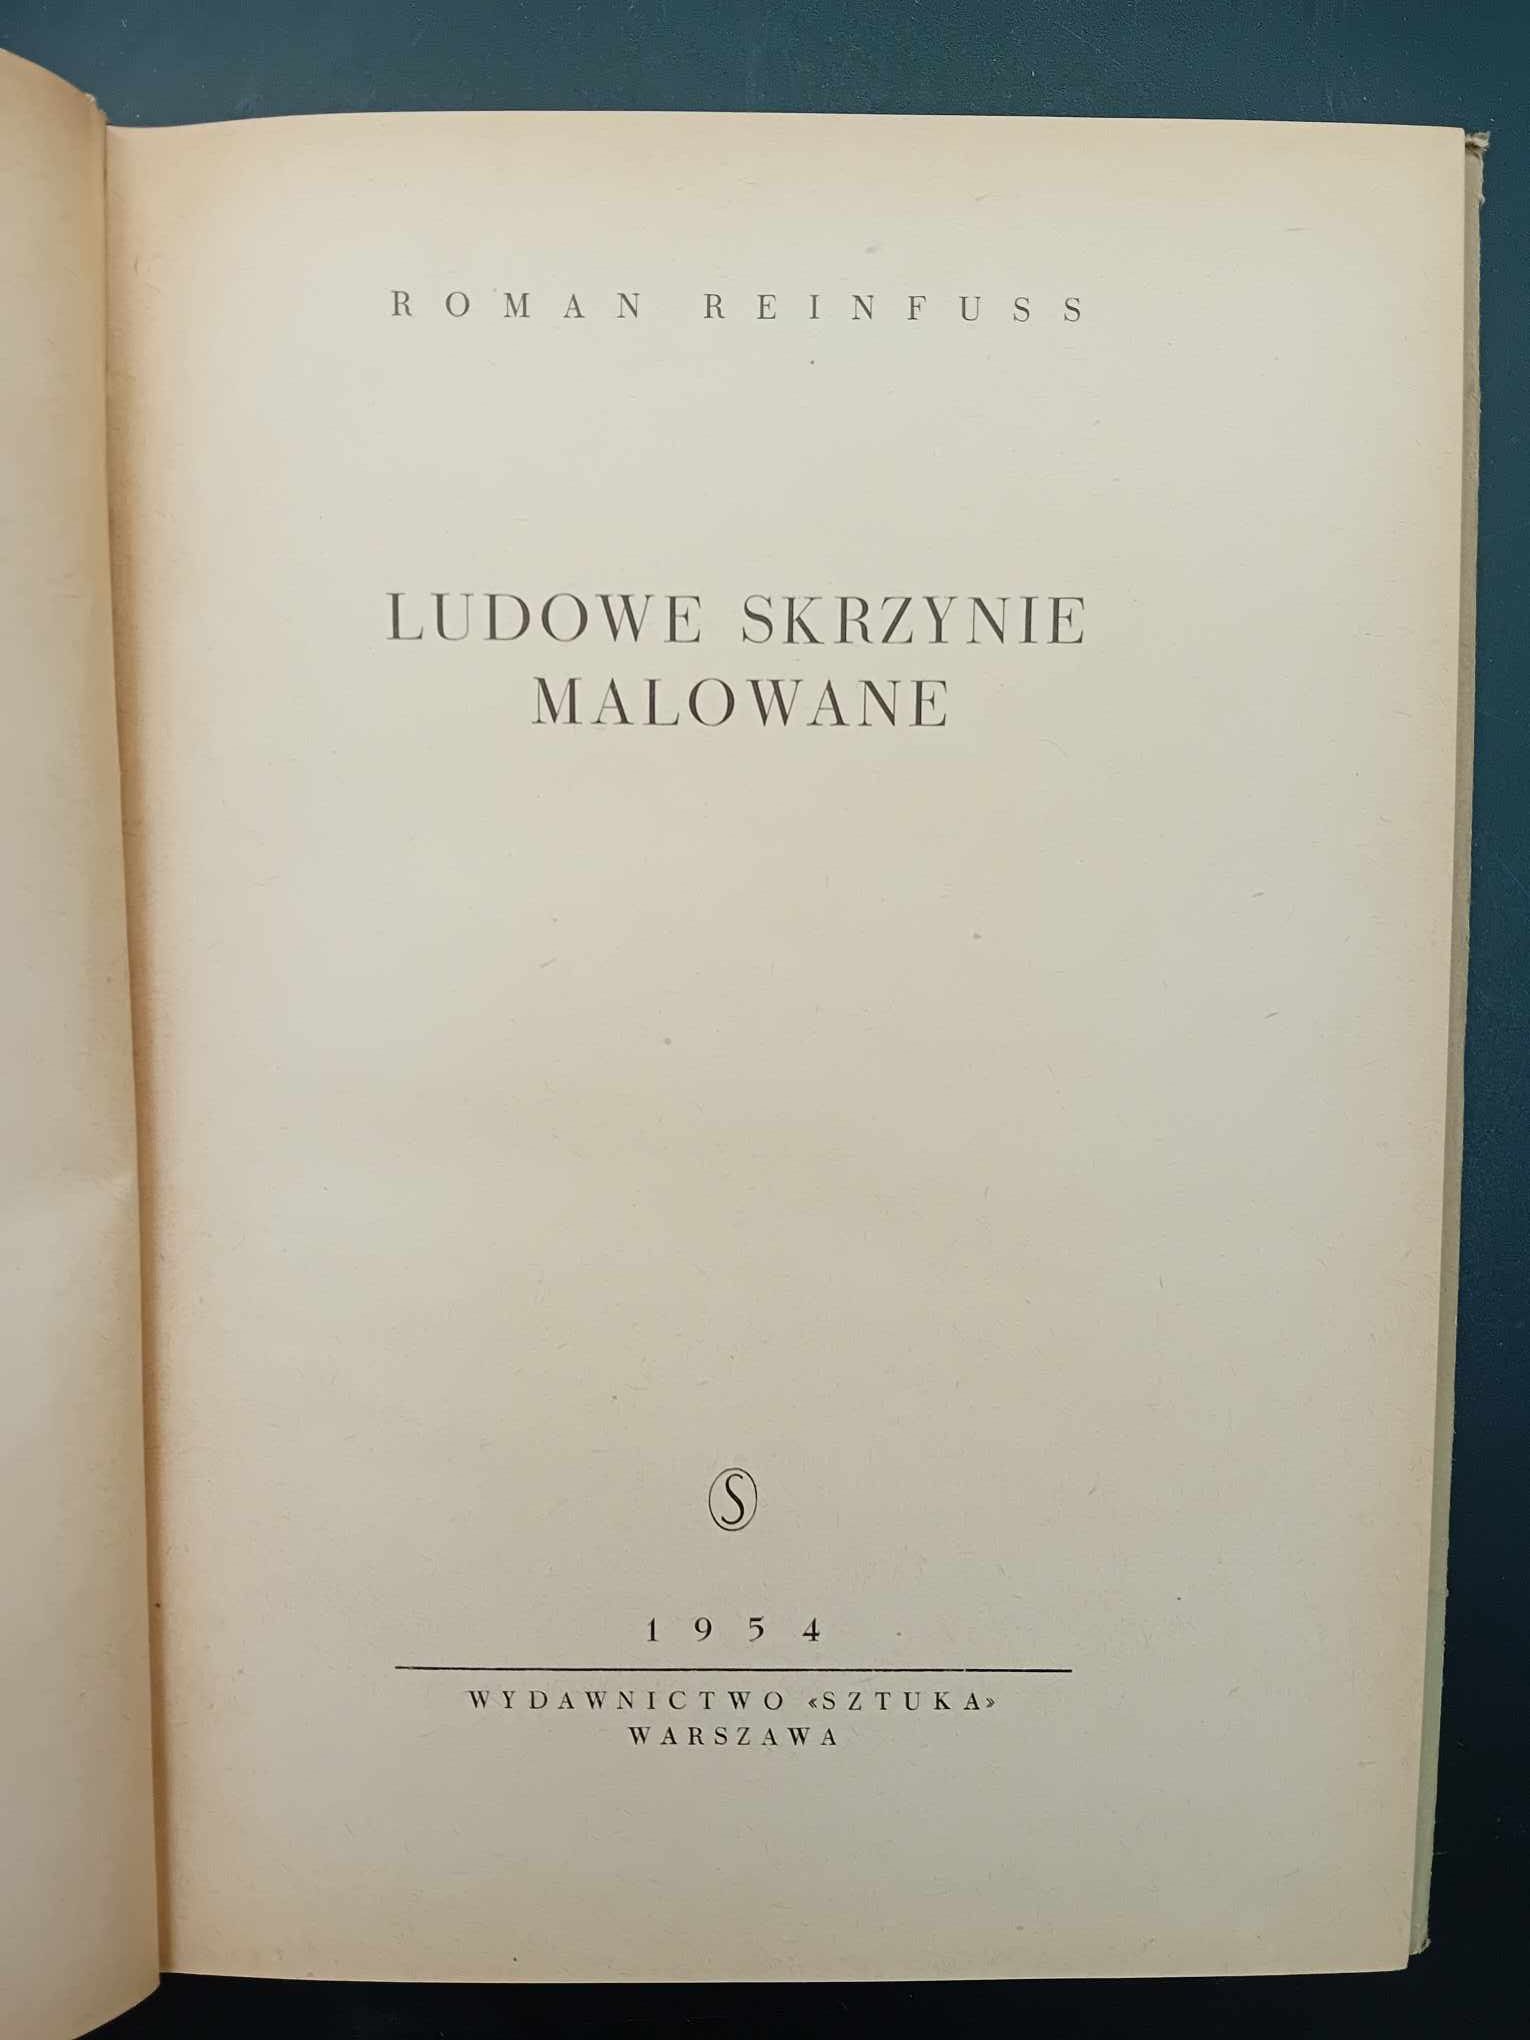 ROMAN REINFUSS
LUDOWE SKRZYNIE
MALOWANE
S
1954
WYDAWNICTWO «SZTUKA»
WARSZAWA